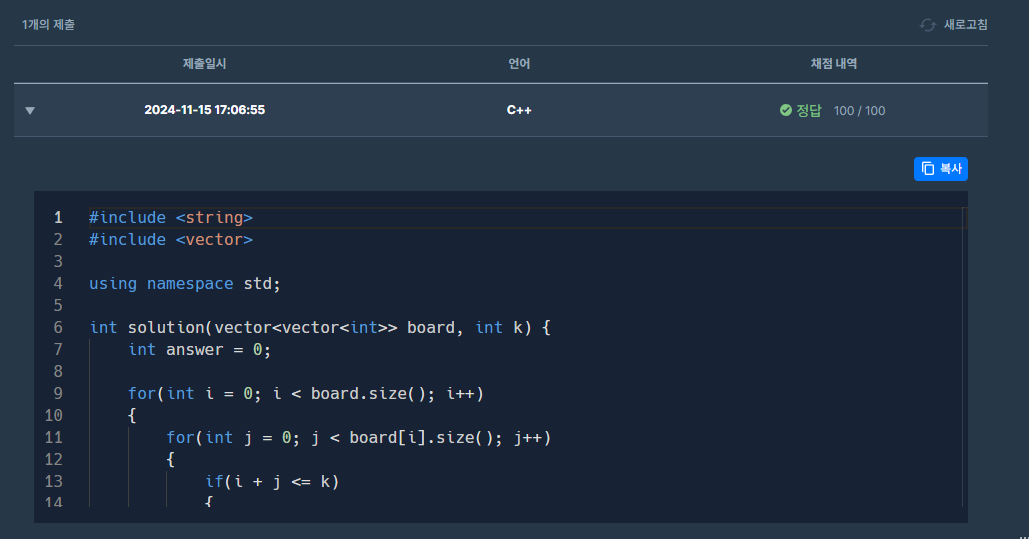 1개의 제출
새로고침
제출일시 언어 채점 내역
2024-11-15 17:06:55 C++ 정답 100 / 100
복사
1 #include <string>
2 #include <vector>
3
4 using namespace std;
5
6 int solution(vector<vector<int>> board, int k) {
7 int answer = 0;
8
9 for(int i = 0; i < board.size(); i++)
10 {
11 for(int j = 0; j < board[i].size(); j++)
12 {
13 if(i + j <= k)
14 {